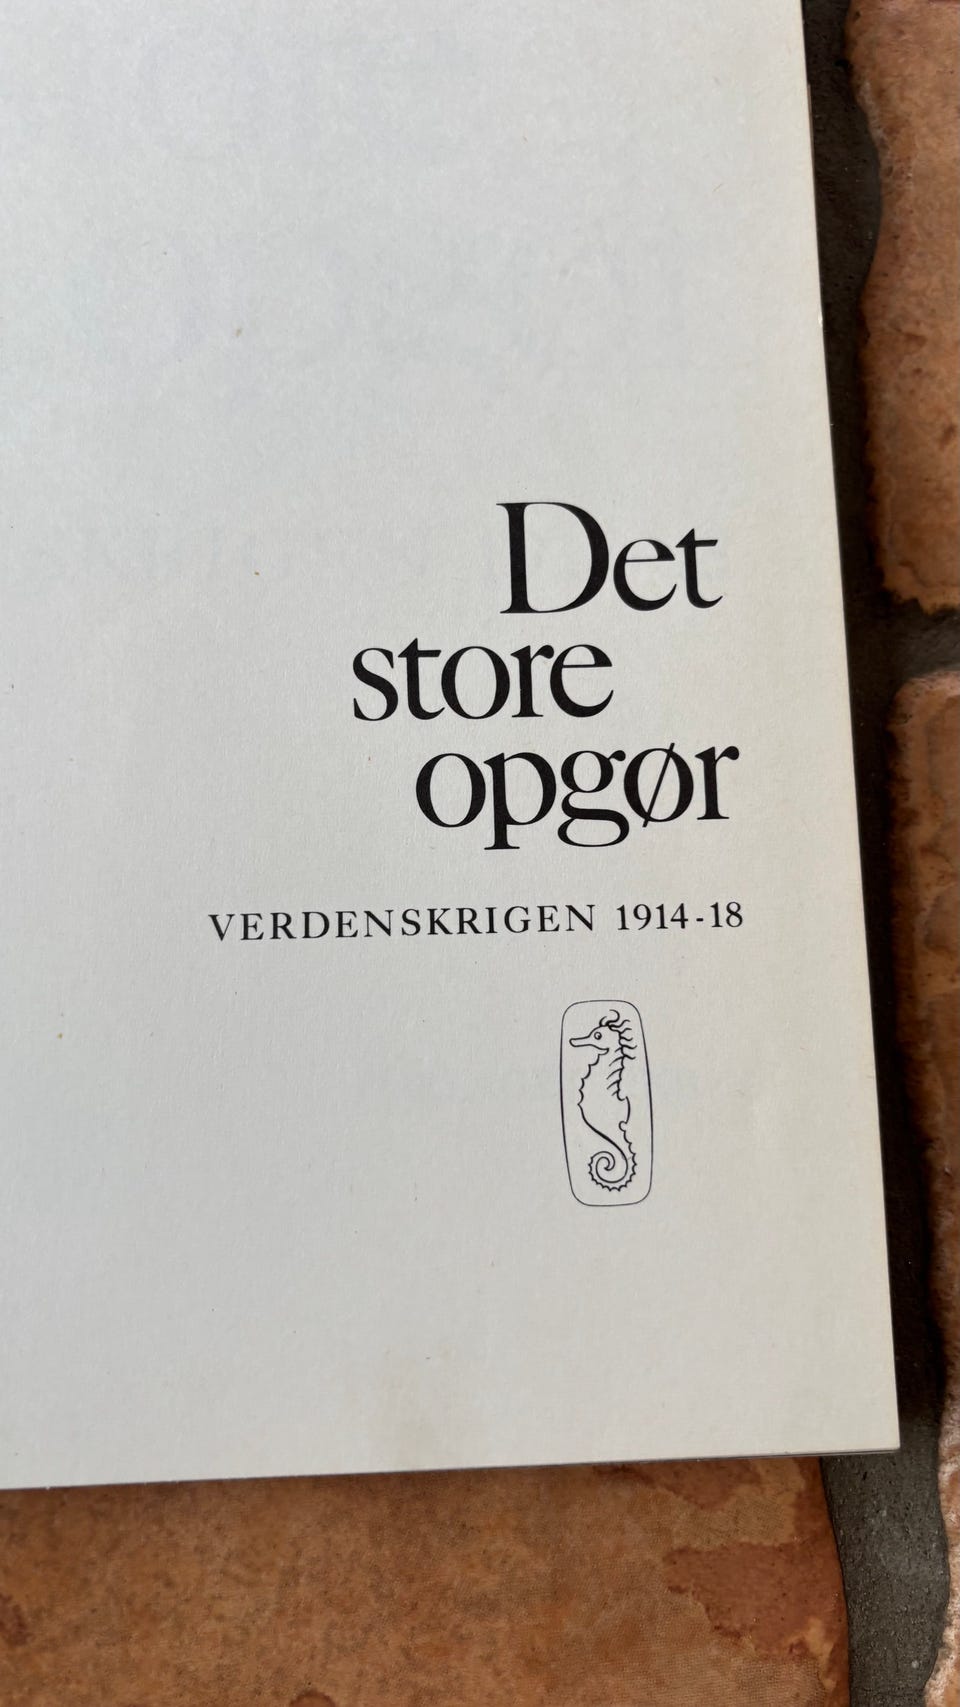 Det
store
opgør
VERDENSKRIGEN 1914-18